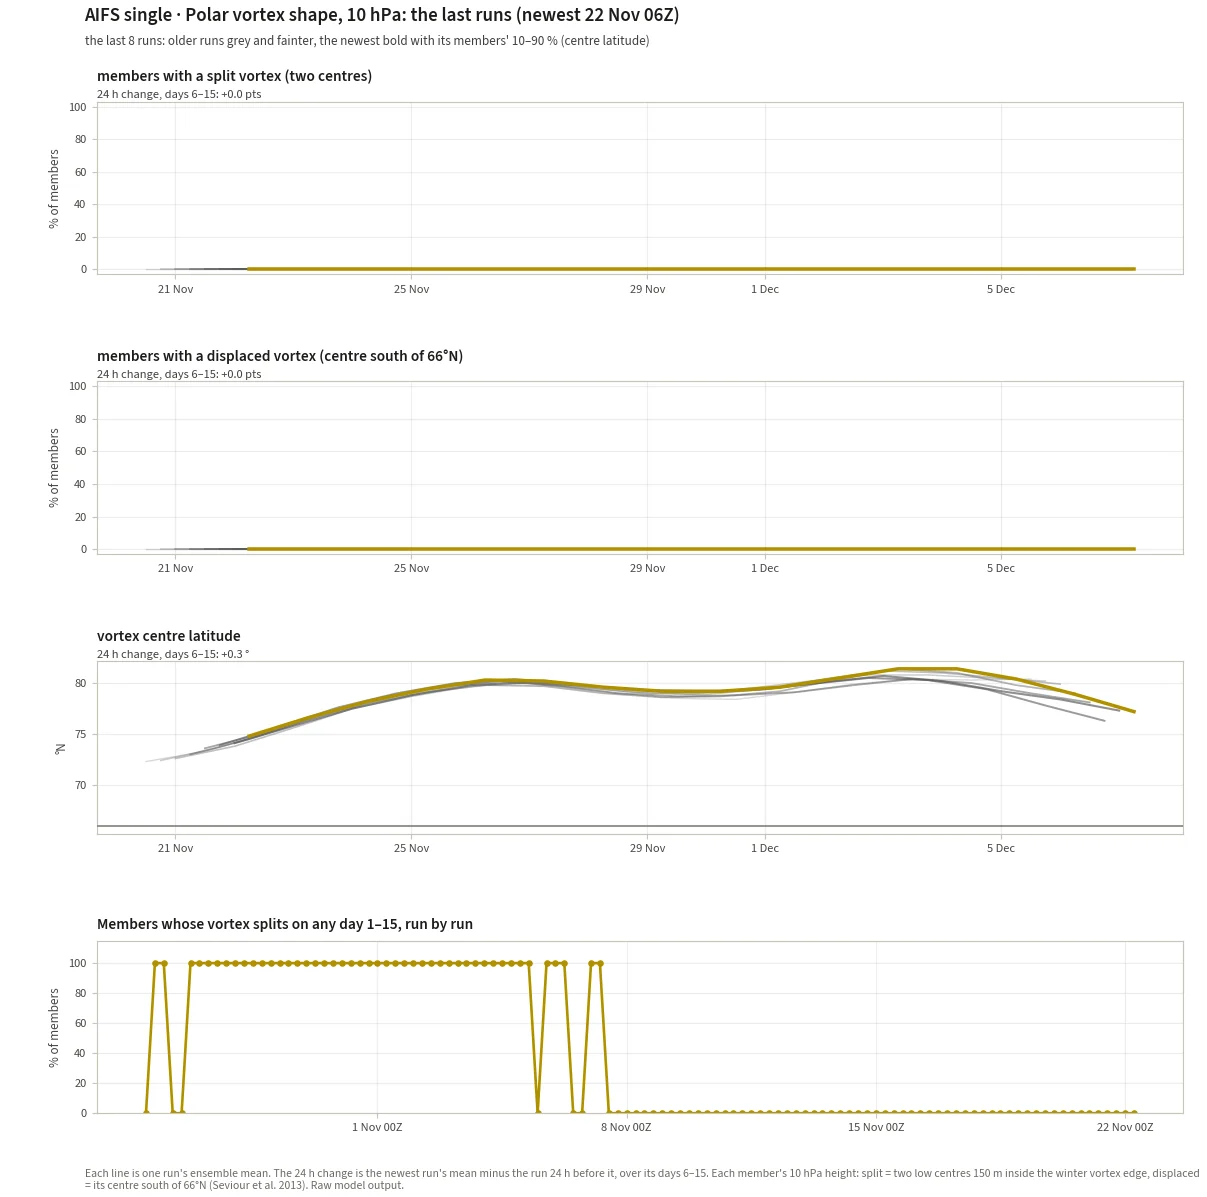 AIFS single · Polar vortex shape, 10 hPa: the last runs (newest 22 Nov 06Z)
the last 8 runs: older runs grey and fainter, the newest bold with its members' 10–90 % (centre latitude)
members with a split vortex (two centres)
24 h change, days 6–15: +0.0 pts
100
80
60
40
20
0
% of members
21 Nov
25 Nov
29 Nov
1 Dec
5 Dec
members with a displaced vortex (centre south of 66°N)
24 h change, days 6–15: +0.0 pts
100
80
60
40
20
0
% of members
21 Nov
25 Nov
29 Nov
1 Dec
5 Dec
vortex centre latitude
24 h change, days 6–15: +0.3 °
80
75
70
°N
21 Nov
25 Nov
29 Nov
1 Dec
5 Dec
Members whose vortex splits on any day 1–15, run by run
100
80
60
40
20
0
% of members
1 Nov 00Z
8 Nov 00Z
15 Nov 00Z
22 Nov 00Z
Each line is one run's ensemble mean. The 24 h change is the newest run's mean minus the run 24 h before it, over its days 6–15. Each member's 10 hPa height: split = two low centres 150 m inside the winter vortex edge, displaced
= its centre south of 66°N (Seviour et al. 2013). Raw model output.